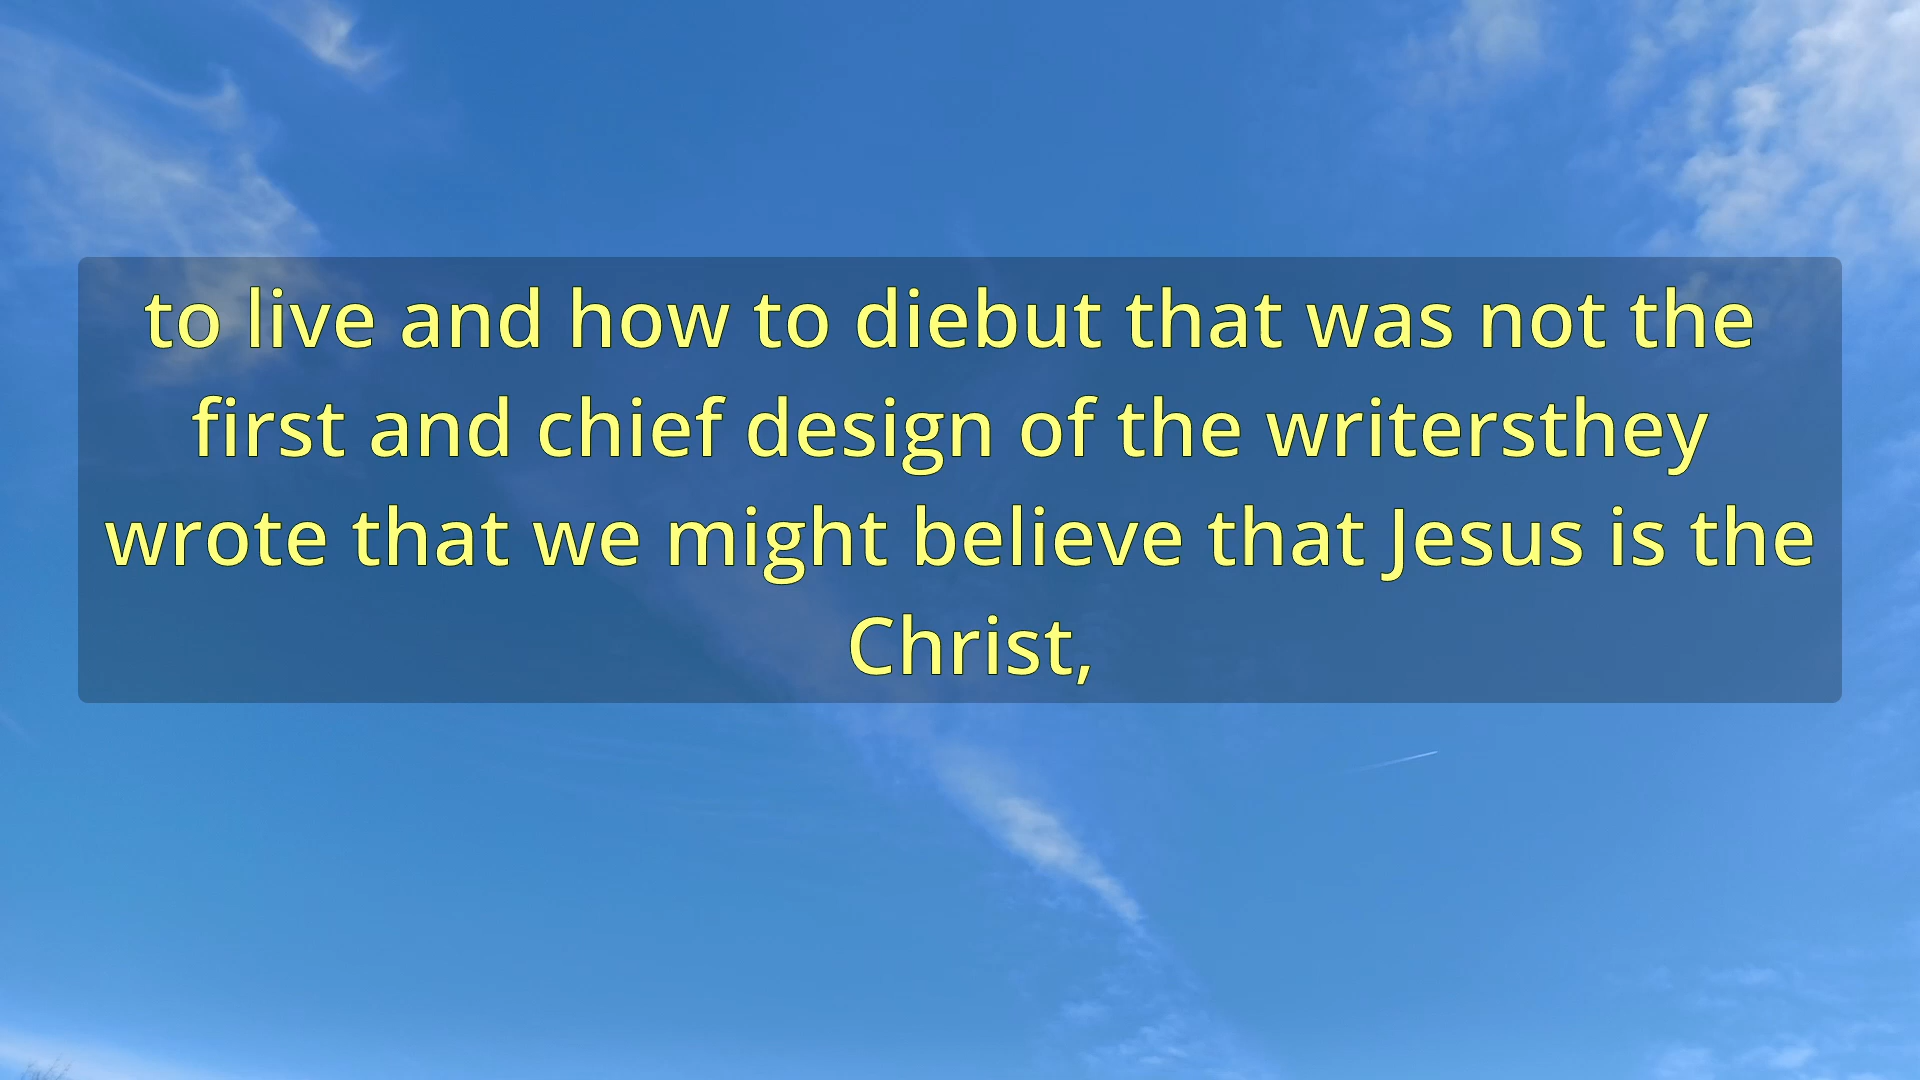 to live and how to diebut that was not the
first and chief design of the writersthey
wrote that we might believe that Jesus is the
Christ,